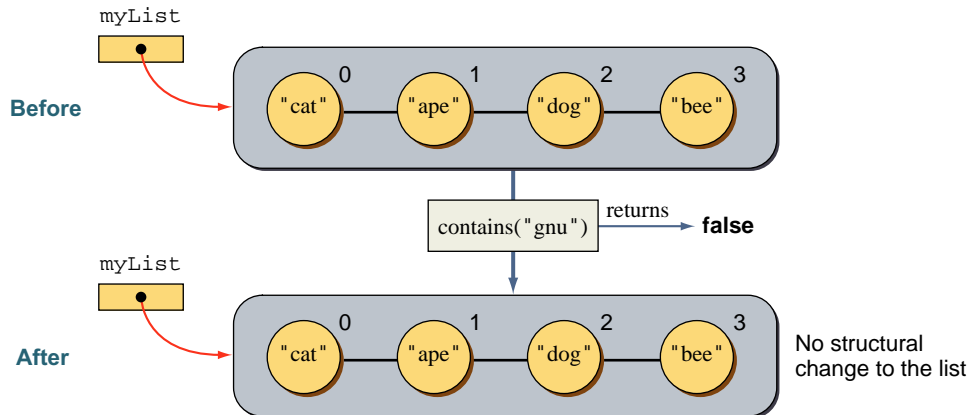 myList
Before
0 1 2 3
"cat" "ape" "dog" "bee"
contains("gnu")
returns
false
myList
After
0 1 2 3
"cat" "ape" "dog" "bee"
No structural
change to the list